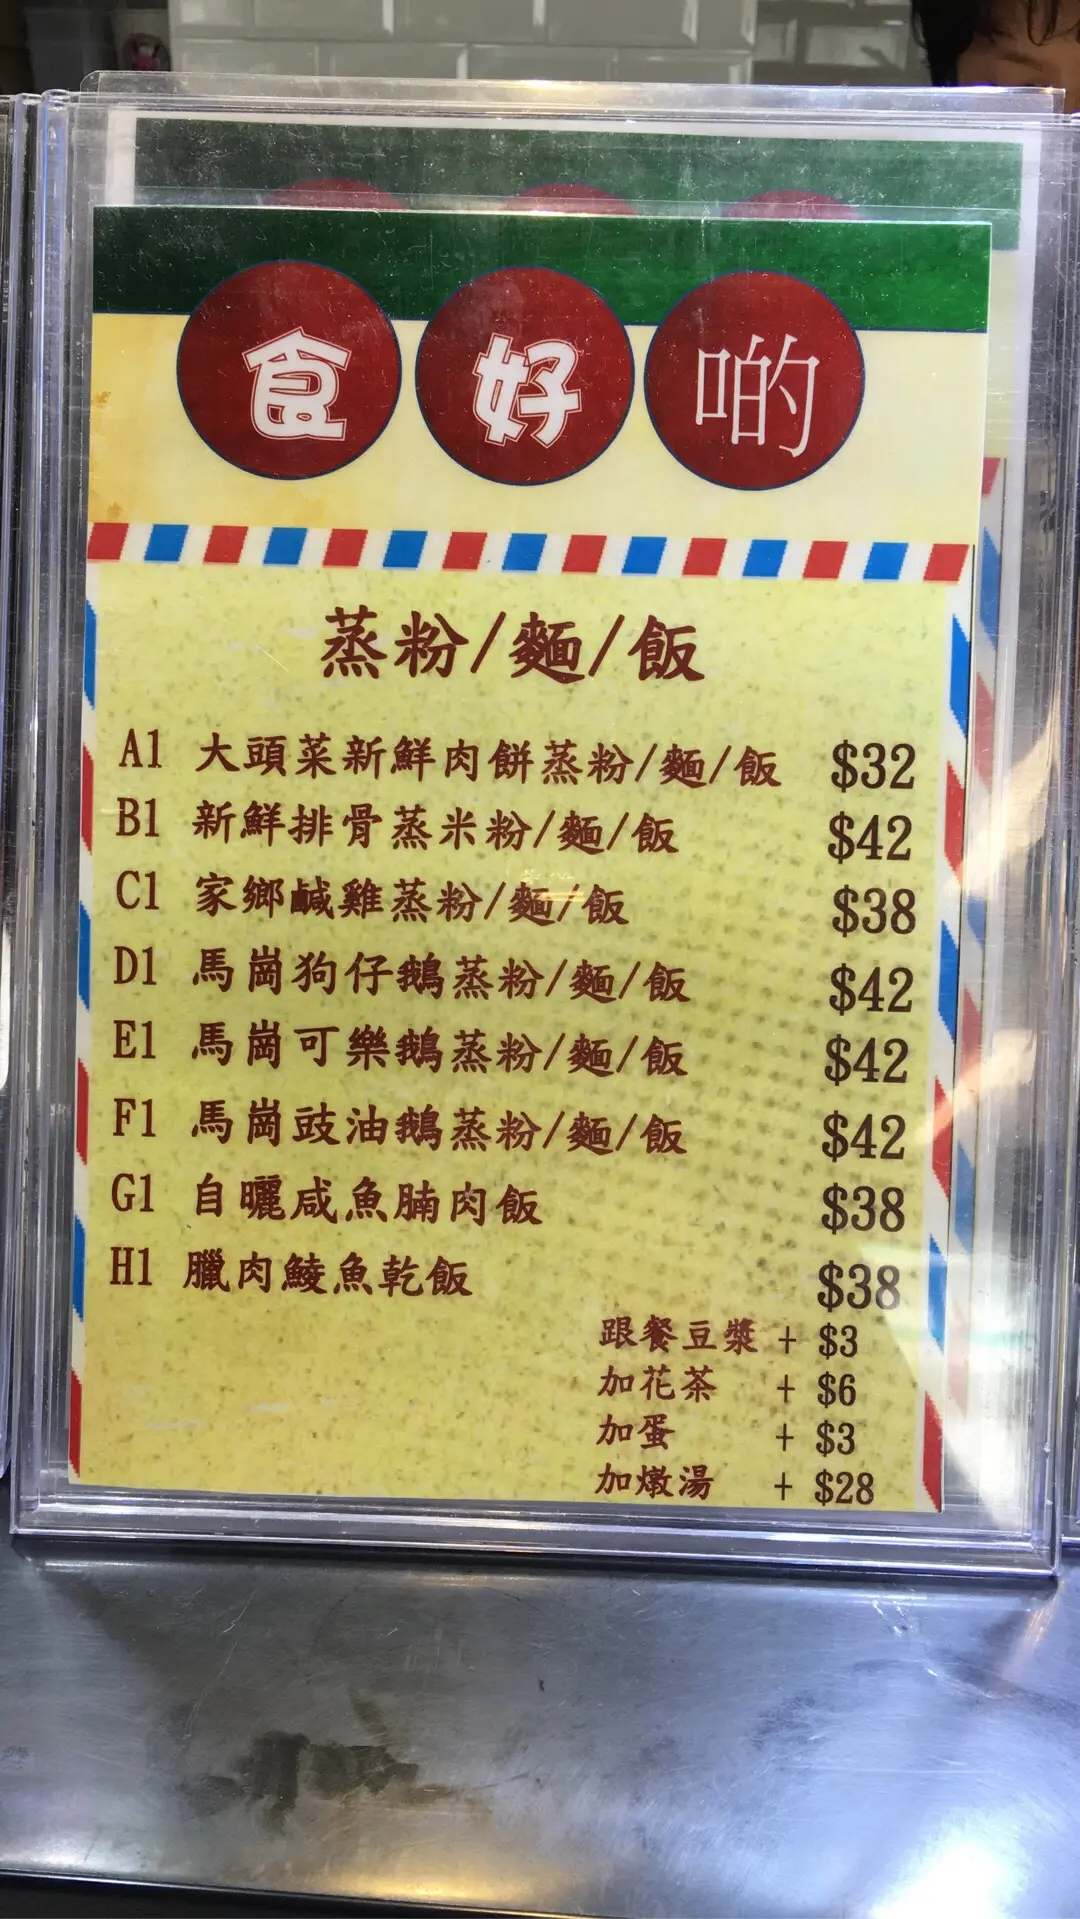 食好啲
蒸粉/麵/飯
A1 大頭菜新鮮肉餅蒸粉/麵/飯 $32
B1 新鮮排骨蒸米粉/麵/飯 $42
C1 家鄉鹹雞蒸粉/麵/飯 $38
D1 馬崗狗仔鵝蒸粉/麵/飯 $42
E1 馬崗可樂鵝蒸粉/麵/飯 $42
F1 馬崗豉油鵝蒸粉/麵/飯 $42
G1 自曬咸魚腩肉飯 $38
H1 臘肉鯪魚乾飯 $38
跟餐豆漿 + $3
加花茶 + $6
加蛋 + $3
加燉湯 + $28